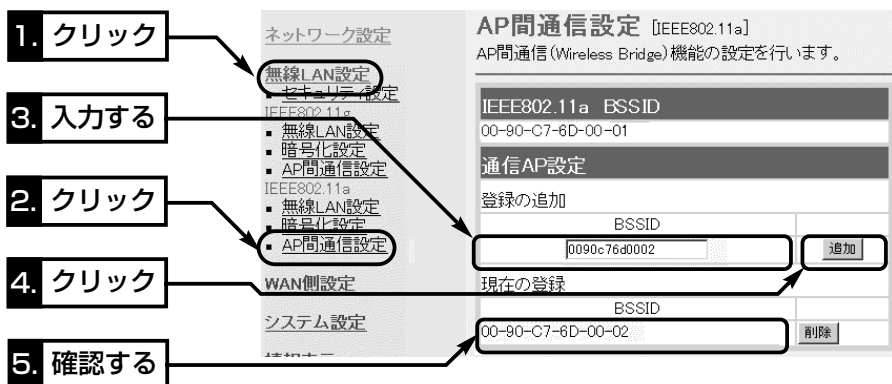 1. クリック
3. 入力する
2. クリック
4. クリック
5. 確認する
ネットワーク設定
無線LAN設定
▪ セキュリティ設定
IEEE802.11g
▪ 無線LAN設定
▪ 暗号化設定
▪ AP間通信設定
IEEE802.11a
▪ 無線LAN設定
▪ 暗号化設定
▪ AP間通信設定
WAN側設定
システム設定
AP間通信設定 [IEEE802.11a]
AP間通信(Wireless Bridge)機能の設定を行います。
IEEE802.11a BSSID
00-90-C7-6D-00-01
通信AP設定
登録の追加
BSSID
0090c76d0002 追加
現在の登録
BSSID
00-90-C7-6D-00-02 削除